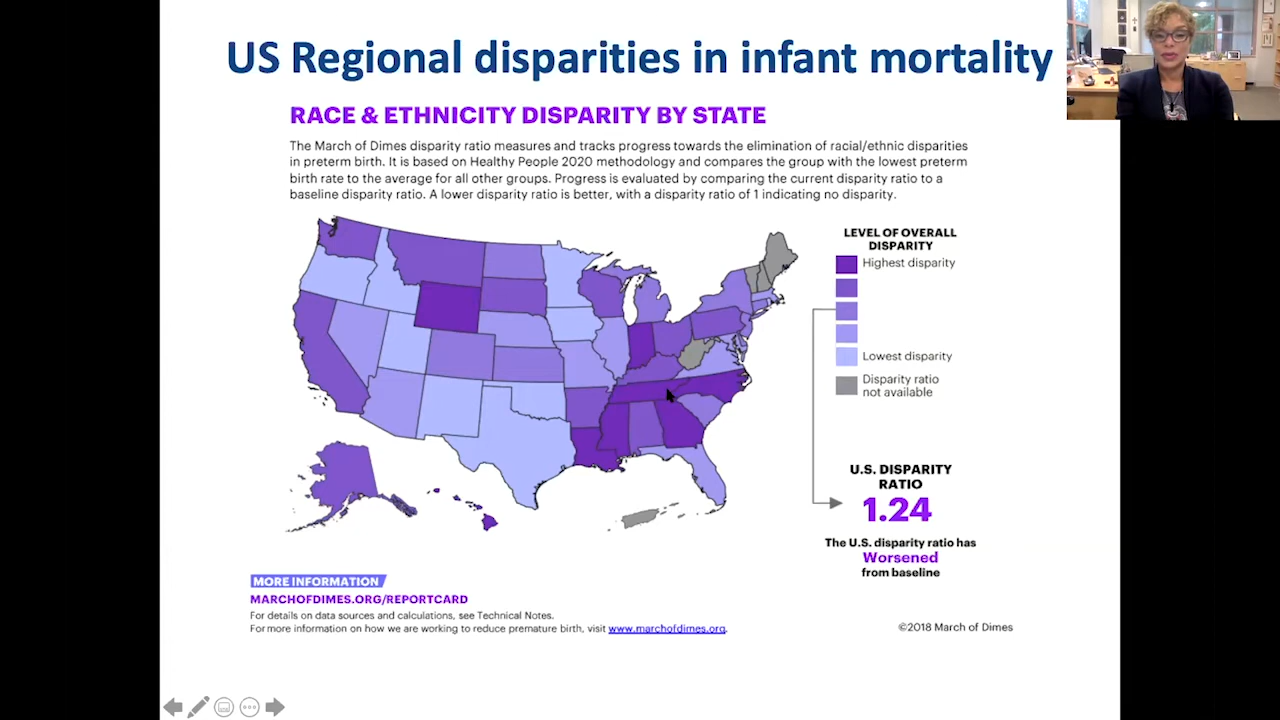 US Regional disparities in infant mortality
RACE & ETHNICITY DISPARITY BY STATE
The March of Dimes disparity ratio measures and tracks progress towards the elimination of racial/ethnic disparities
in preterm birth. It is based on Healthy People 2020 methodology and compares the group with the lowest preterm
birth rate to the average for all other groups. Progress is evaluated by comparing the current disparity ratio to a
baseline disparity ratio. A lower disparity ratio is better, with a disparity ratio of 1 indicating no disparity.
LEVEL OF OVERALL
DISPARITY
Highest disparity
Lowest disparity
Disparity ratio
not available
U.S. DISPARITY
RATIO
1.24
The U.S. disparity ratio has
Worsened
from baseline
MORE INFORMATION
MARCHOFDIMES.ORG/REPORTCARD
For details on data sources and calculations, see Technical Notes.
For more information on how we are working to reduce premature birth, visit www.marchofdimes.org.
©2018 March of Dimes